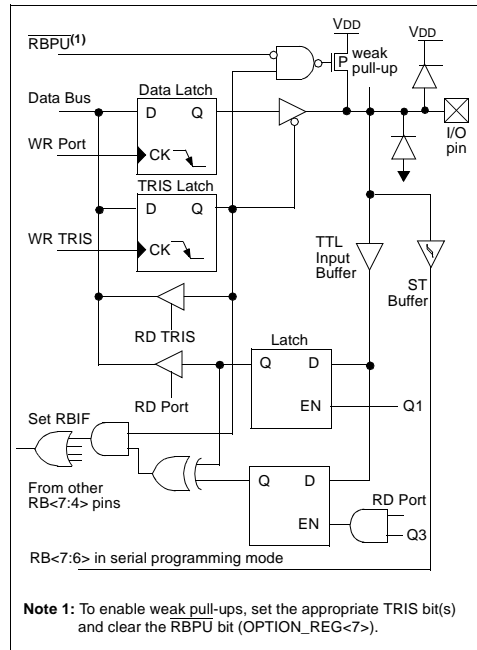 VDD
RBPU(1)
VDD
P
weak
pull-up
Data Latch
Data Bus
D Q
I/O
pin
WR Port
CK
TRIS Latch
D Q
WR TRIS
CK
TTL
Input
Buffer
ST
Buffer
RD TRIS
Latch
Q D
RD Port
EN
Q1
Set RBIF
From other
RB<7:4> pins
Q D
RD Port
EN
Q3
RB<7:6> in serial programming mode
Note 1: To enable weak pull-ups, set the appropriate TRIS bit(s)
and clear the RBPU bit (OPTION_REG<7>).